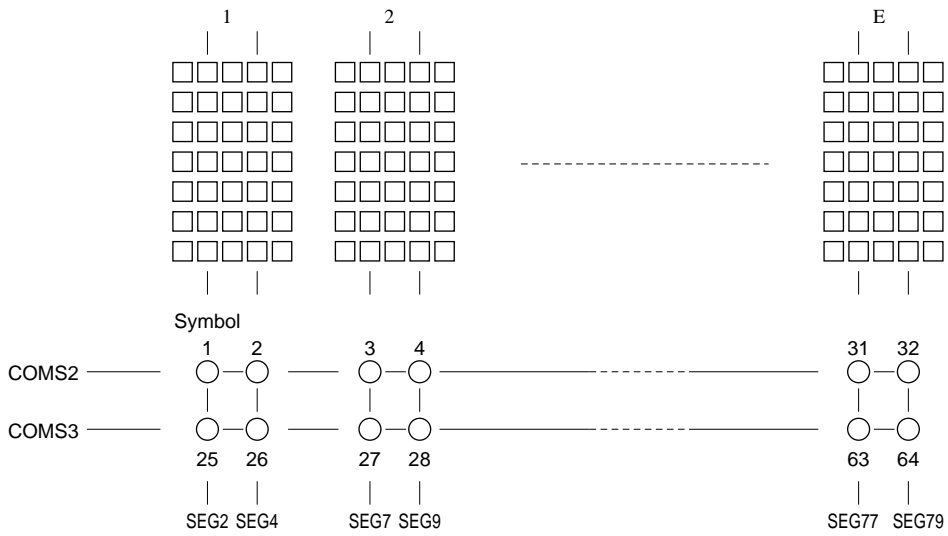 1 2 E
Symbol
1 2 3 4 31 32
COMS2
COMS3
25 26 27 28 63 64
SEG2 SEG4 SEG7 SEG9 SEG77 SEG79